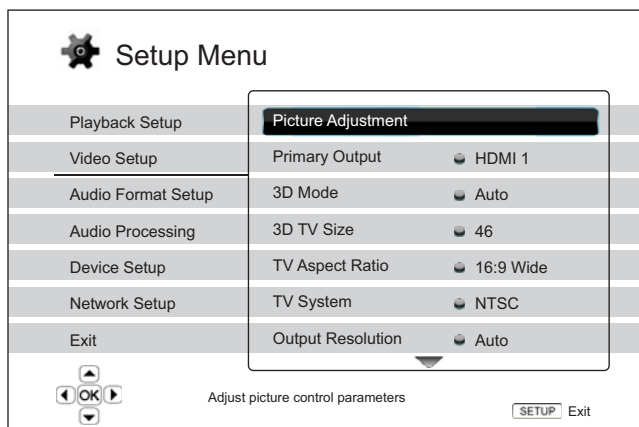 Setup Menu
Playback Setup
Video Setup
Audio Format Setup
Audio Processing
Device Setup
Network Setup
Exit
Picture Adjustment
Primary Output HDMI 1
3D Mode Auto
3D TV Size 46
TV Aspect Ratio 16:9 Wide
TV System NTSC
Output Resolution Auto
OK
Adjust picture control parameters
SETUP Exit